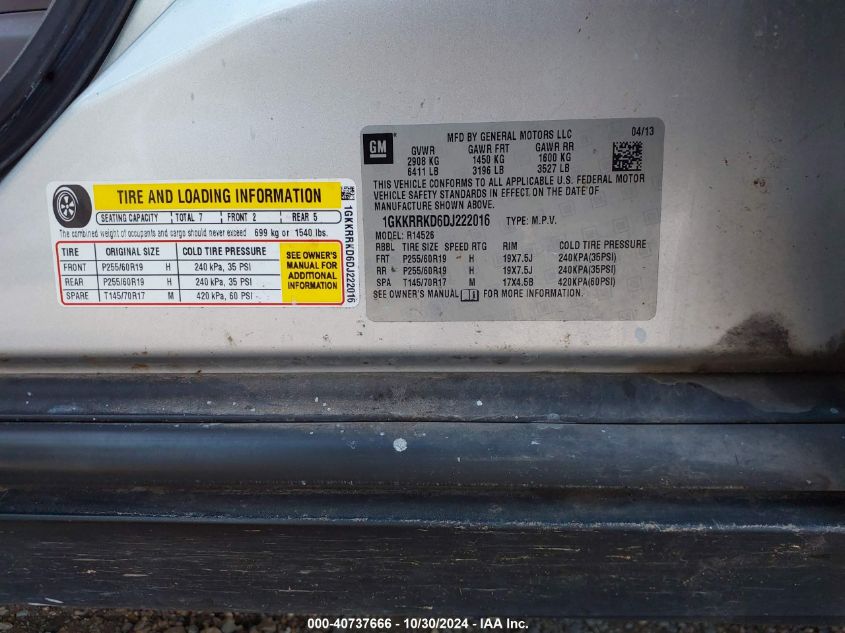 TIRE AND LOADING INFORMATION
SEATING CAPACITY TOTAL 7 FRONT 2 REAR 5
The combined weight of occupants and cargo should never exceed 699 kg or 1540 lbs.
TIRE ORIGINAL SIZE COLD TIRE PRESSURE
FRONT P255/60R19 H 240 kPa, 35 PSI
REAR P255/60R19 H 240 kPa, 35 PSI
SPARE T145/70R17 M 420 kPa, 60 PSI
SEE OWNER'S
MANUAL FOR
ADDITIONAL
INFORMATION
1GKKRRKD6DJ222016
GM
MFD BY GENERAL MOTORS LLC 04/13
GVWR GAWR FRT GAWR RR
2908 KG 1450 KG 1600 KG
6411 LB 3196 LB 3527 LB
THIS VEHICLE CONFORMS TO ALL APPLICABLE U.S. FEDERAL MOTOR
VEHICLE SAFETY STANDARDS IN EFFECT ON THE DATE OF
MANUFACTURE SHOWN ABOVE.
1GKKRRKD6DJ222016 TYPE: M.P.V.
MODEL: R14526
RBBL TIRE SIZE SPEED RTG RIM COLD TIRE PRESSURE
FRT P255/60R19 H 19X7.5J 240KPA(35PSI)
RR P255/60R19 H 19X7.5J 240KPA(35PSI)
SPA T145/70R17 M 17X4.5B 420KPA(60PSI)
SEE OWNER'S MANUAL FOR MORE INFORMATION.
000-40737666 - 10/30/2024 - IAA Inc.